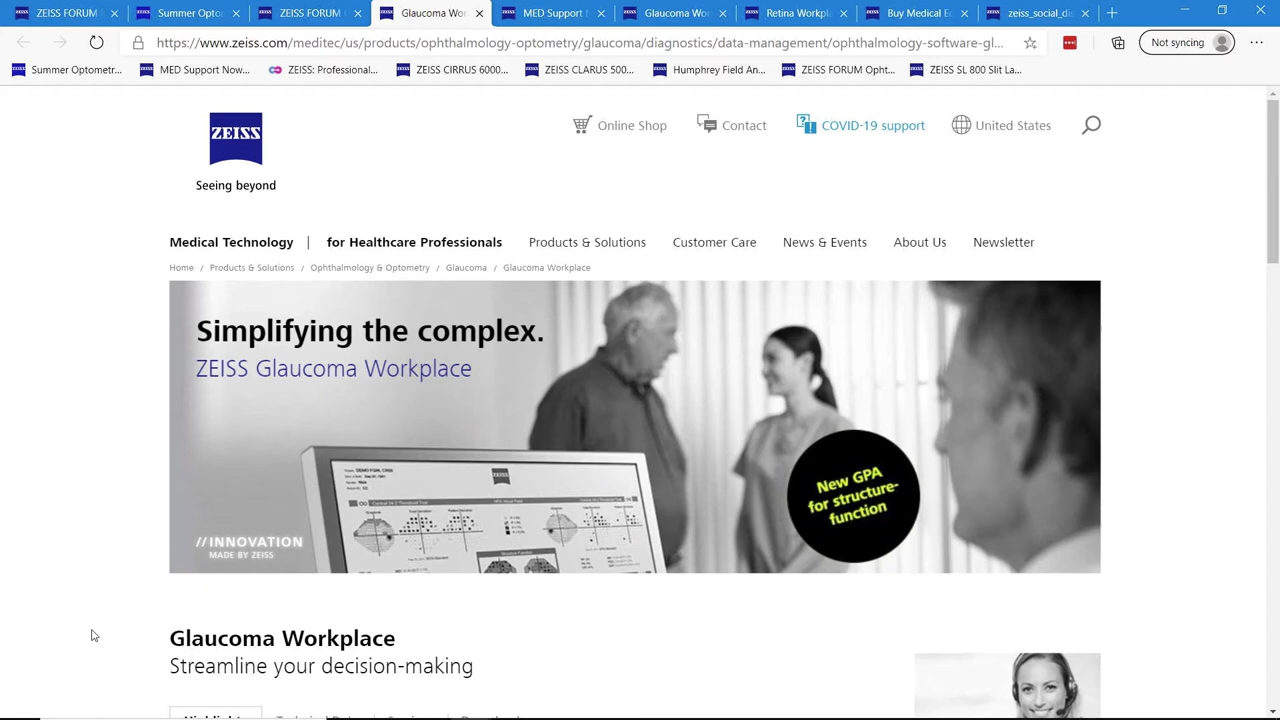 ZEISS FORUM
Summer Optor
ZEISS FORUM
Glaucoma Wor
MED Support N
Glaucoma Wo
Retina Workplac
Buy Medical E
zeiss_social_dis
https://www.zeiss.com/meditec/us/products/ophthalmology-optometry/glaucoma/diagnostics/data-management/ophthalmology-software-gl...
Not syncing
Summer Optometr...
MED Support Now...
ZEISS: Professional...
ZEISS CIRRUS 6000...
ZEISS CLARUS 500...
Humphrey Field An...
ZEISS FORUM Opht...
ZEISS SL 800 Slit La...
ZEISS
Seeing beyond
Online Shop
Contact
COVID-19 support
United States
Medical Technology | for Healthcare Professionals Products & Solutions Customer Care News & Events About Us Newsletter
Home / Products & Solutions / Ophthalmology & Optometry / Glaucoma / Glaucoma Workplace
Simplifying the complex.
ZEISS Glaucoma Workplace
New GPA
for structure-
function
//INNOVATION
MADE BY ZEISS
Glaucoma Workplace
Streamline your decision-making